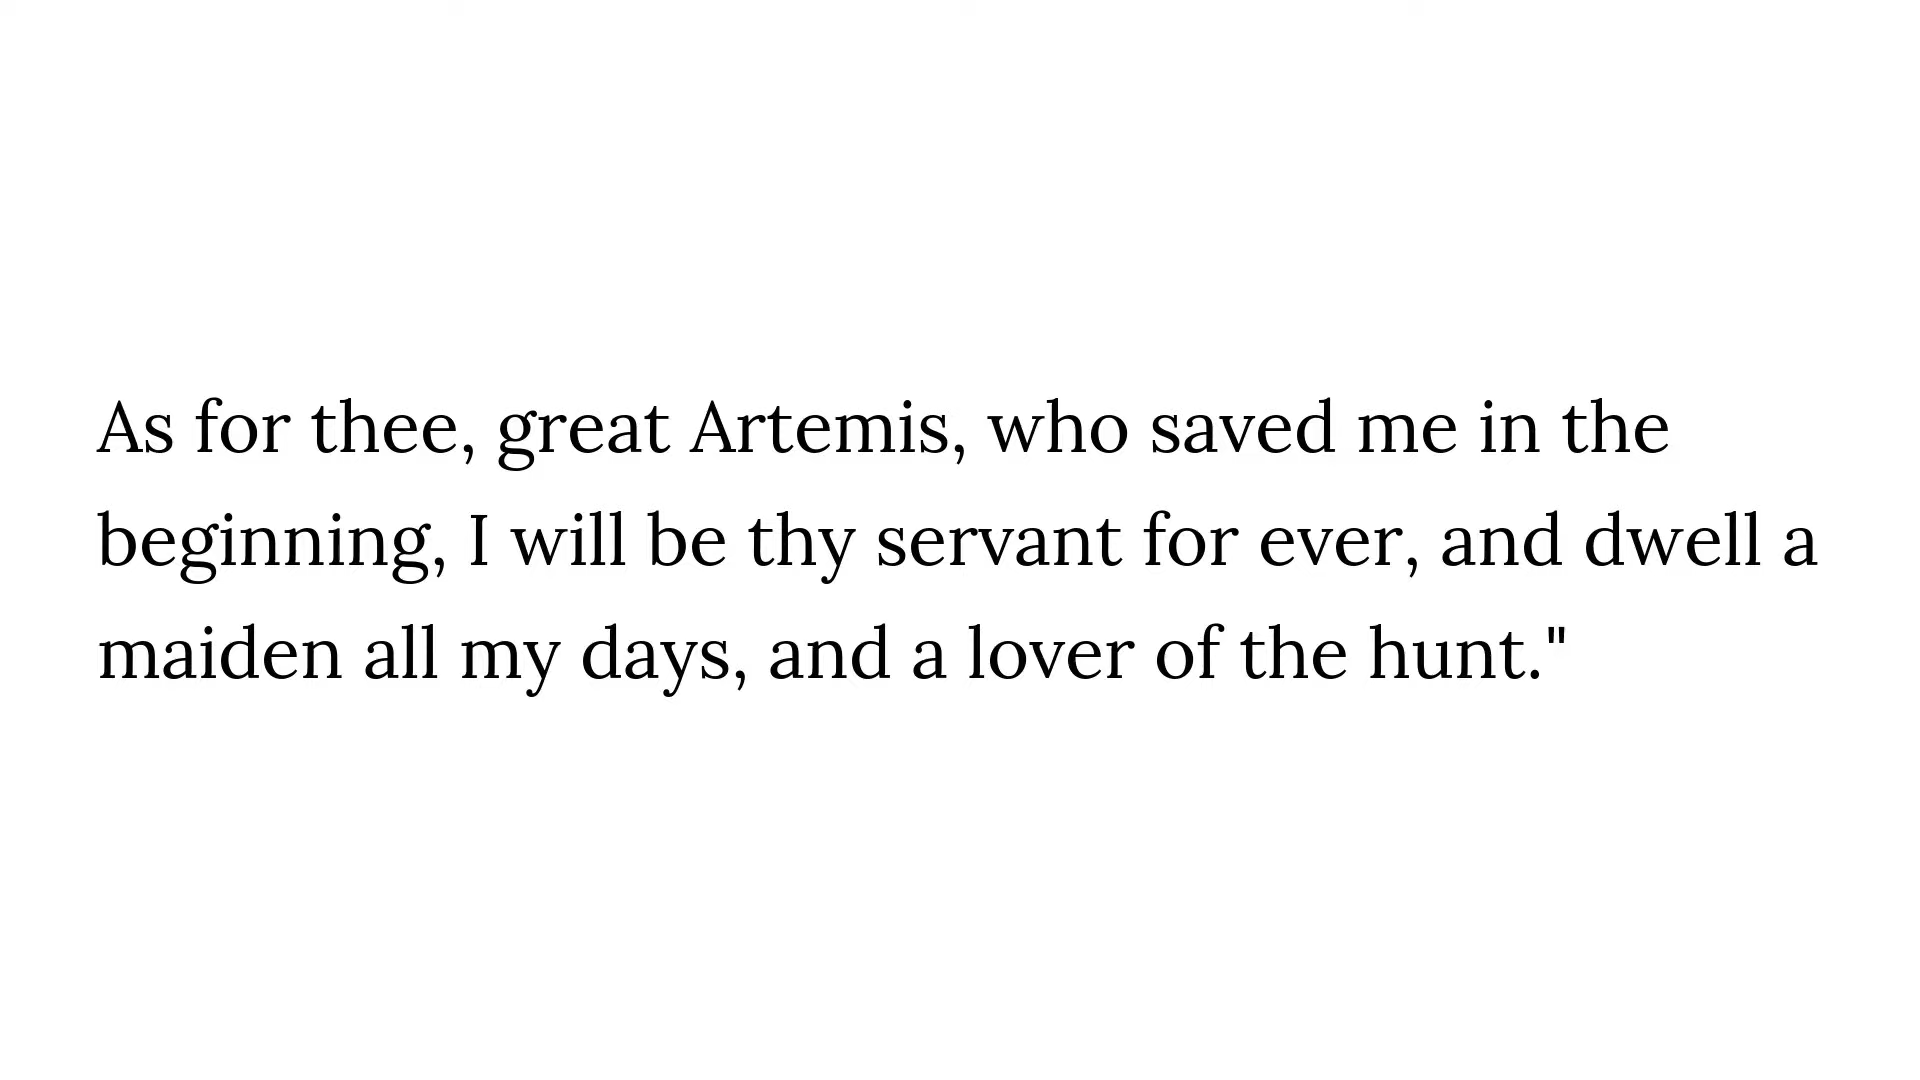 As for thee, great Artemis, who saved me in the
beginning, I will be thy servant for ever, and dwell a
maiden all my days, and a lover of the hunt."